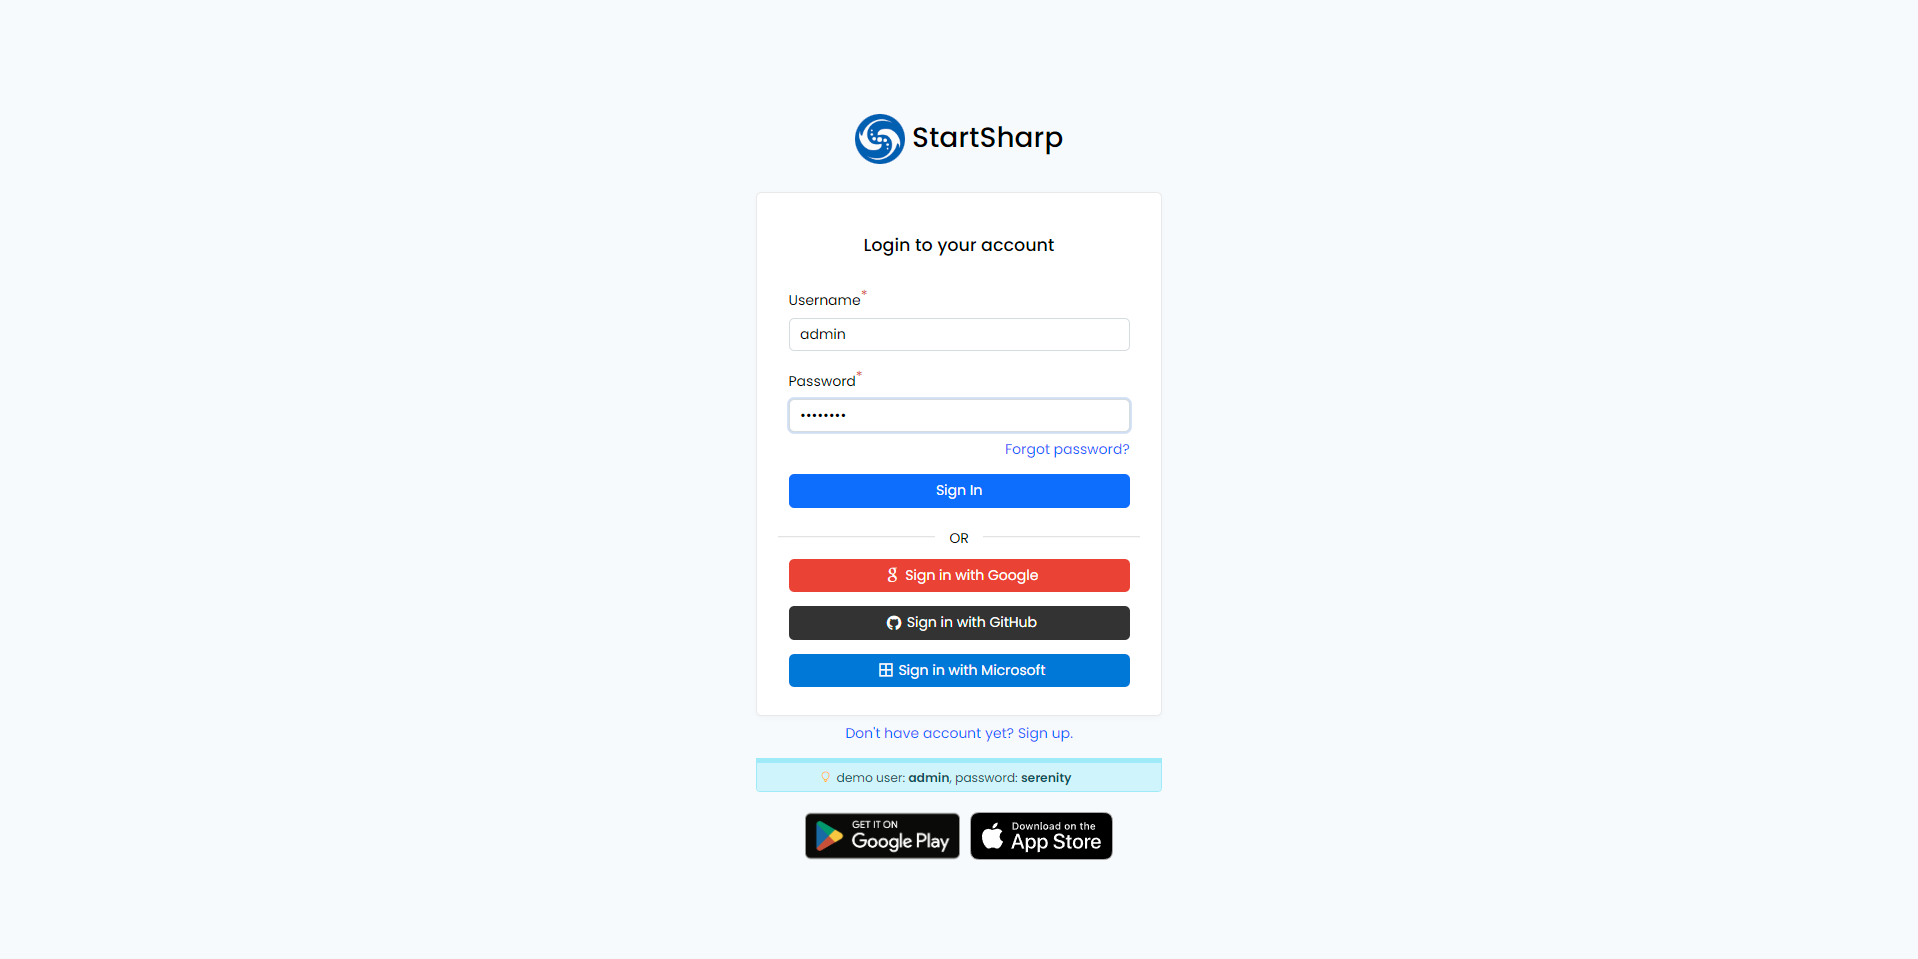 StartSharp
Login to your account
Username*
admin
Password*
••••••••
Forgot password?
Sign In
OR
Sign in with Google
Sign in with GitHub
Sign in with Microsoft
Don't have account yet? Sign up.
demo user: admin, password: serenity
GET IT ON
Google Play
Download on the
App Store